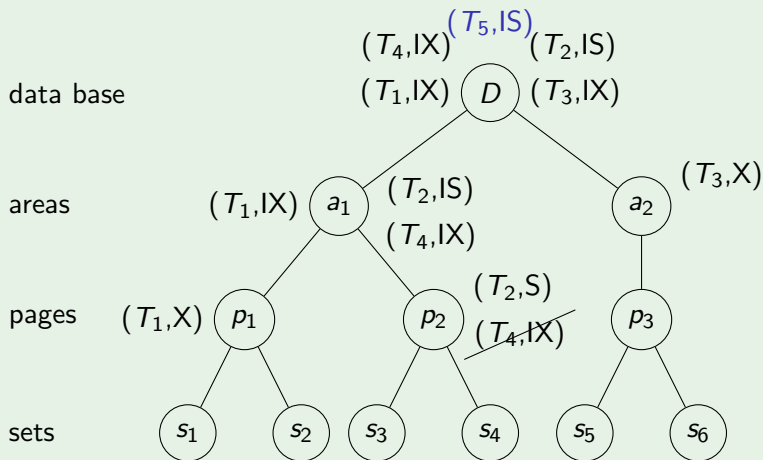 (T5,IS)
(T4,IX) (T2,IS)
data base (T1,IX) D (T3,IX)
(T3,X)
areas (T1,IX) a1 (T2,IS) a2
(T4,IX)
(T2,S)
pages (T1,X) p1 p2 p3
(T4,IX)
sets s1 s2 s3 s4 s5 s6